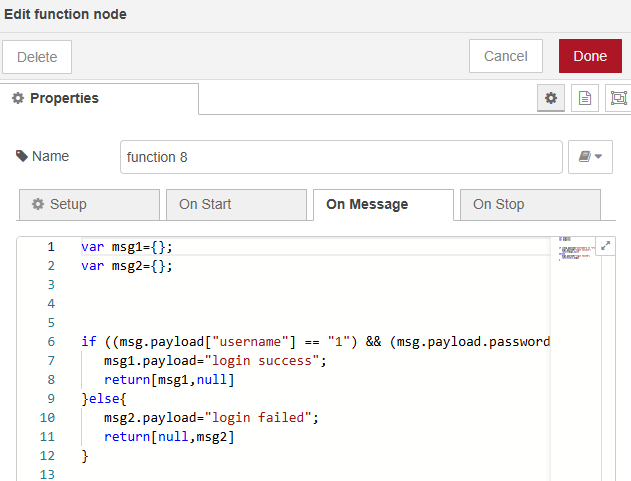 Edit function node
Delete
Cancel
Done
Properties
Name
function 8
Setup
On Start
On Message
On Stop
1 var msg1={};
2 var msg2={};
3
4
5
6 if ((msg.payload["username"] == "1") && (msg.payload.password
7 msg1.payload="login success";
8 return[msg1,null]
9 }else{
10 msg2.payload="login failed";
11 return[null,msg2]
12 }
13